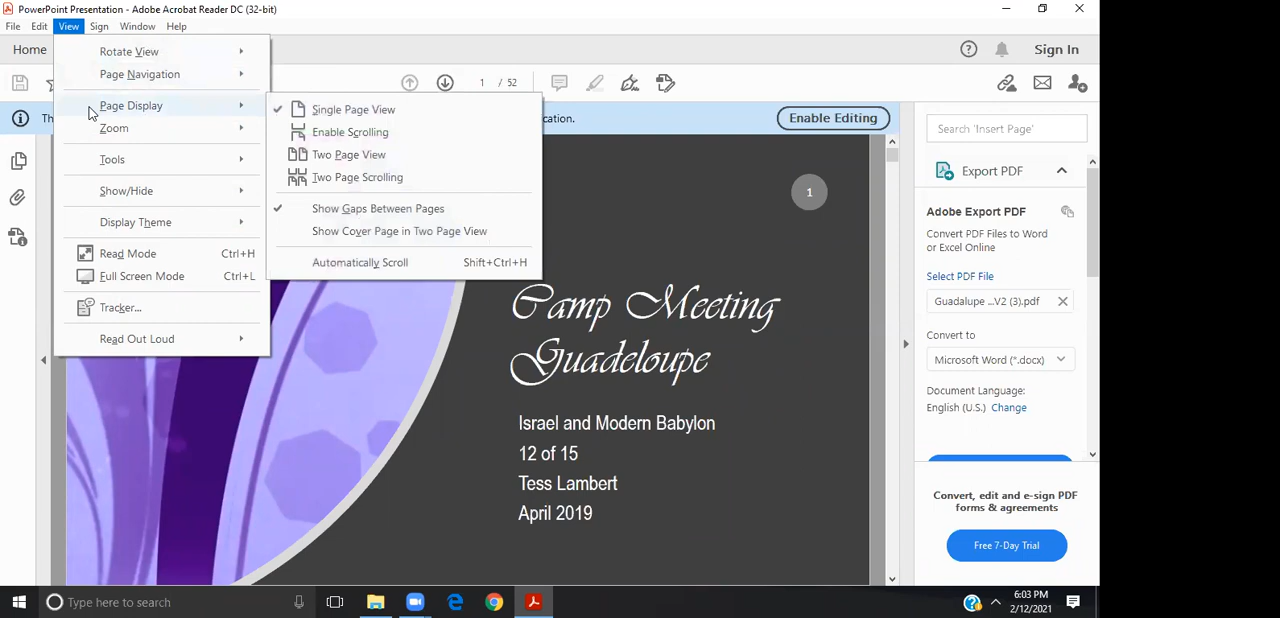 PowerPoint Presentation - Adobe Acrobat Reader DC (32-bit)
File Edit View Sign Window Help
Home
Sign In
1 / 52
Th
cation.
Enable Editing
Rotate View
Page Navigation
Page Display
Zoom
Tools
Show/Hide
Display Theme
Read Mode Ctrl+H
Full Screen Mode Ctrl+L
Tracker...
Read Out Loud
Single Page View
Enable Scrolling
Two Page View
Two Page Scrolling
Show Gaps Between Pages
Show Cover Page in Two Page View
Automatically Scroll Shift+Ctrl+H
1
Camp Meeting
Guadeloupe
Israel and Modern Babylon
12 of 15
Tess Lambert
April 2019
Search 'Insert Page'
Export PDF
Adobe Export PDF
Convert PDF Files to Word
or Excel Online
Select PDF File
Guadalupe ...V2 (3).pdf
Convert to
Microsoft Word (*.docx)
Document Language:
English (U.S.) Change
Convert, edit and e-sign PDF
forms & agreements
Free 7-Day Trial
Type here to search
6:03 PM
2/12/2021